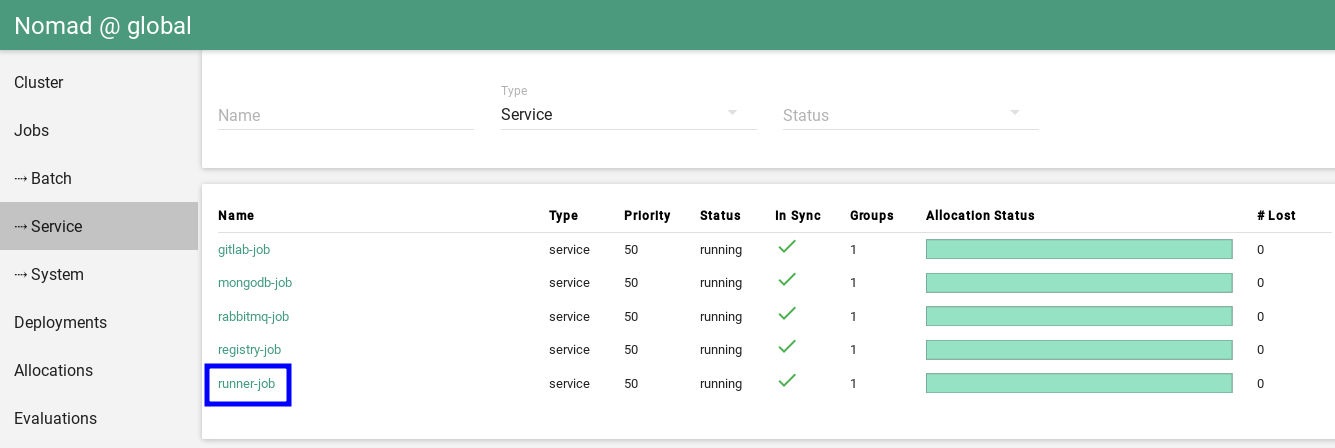 Nomad @ global
Cluster
Jobs
⤑ Batch
⤑ Service
⤑ System
Deployments
Allocations
Evaluations
Type
Name Service Status
Name Type Priority Status In Sync Groups Allocation Status # Lost
gitlab-job service 50 running 1 0
mongodb-job service 50 running 1 0
rabbitmq-job service 50 running 1 0
registry-job service 50 running 1 0
runner-job service 50 running 1 0